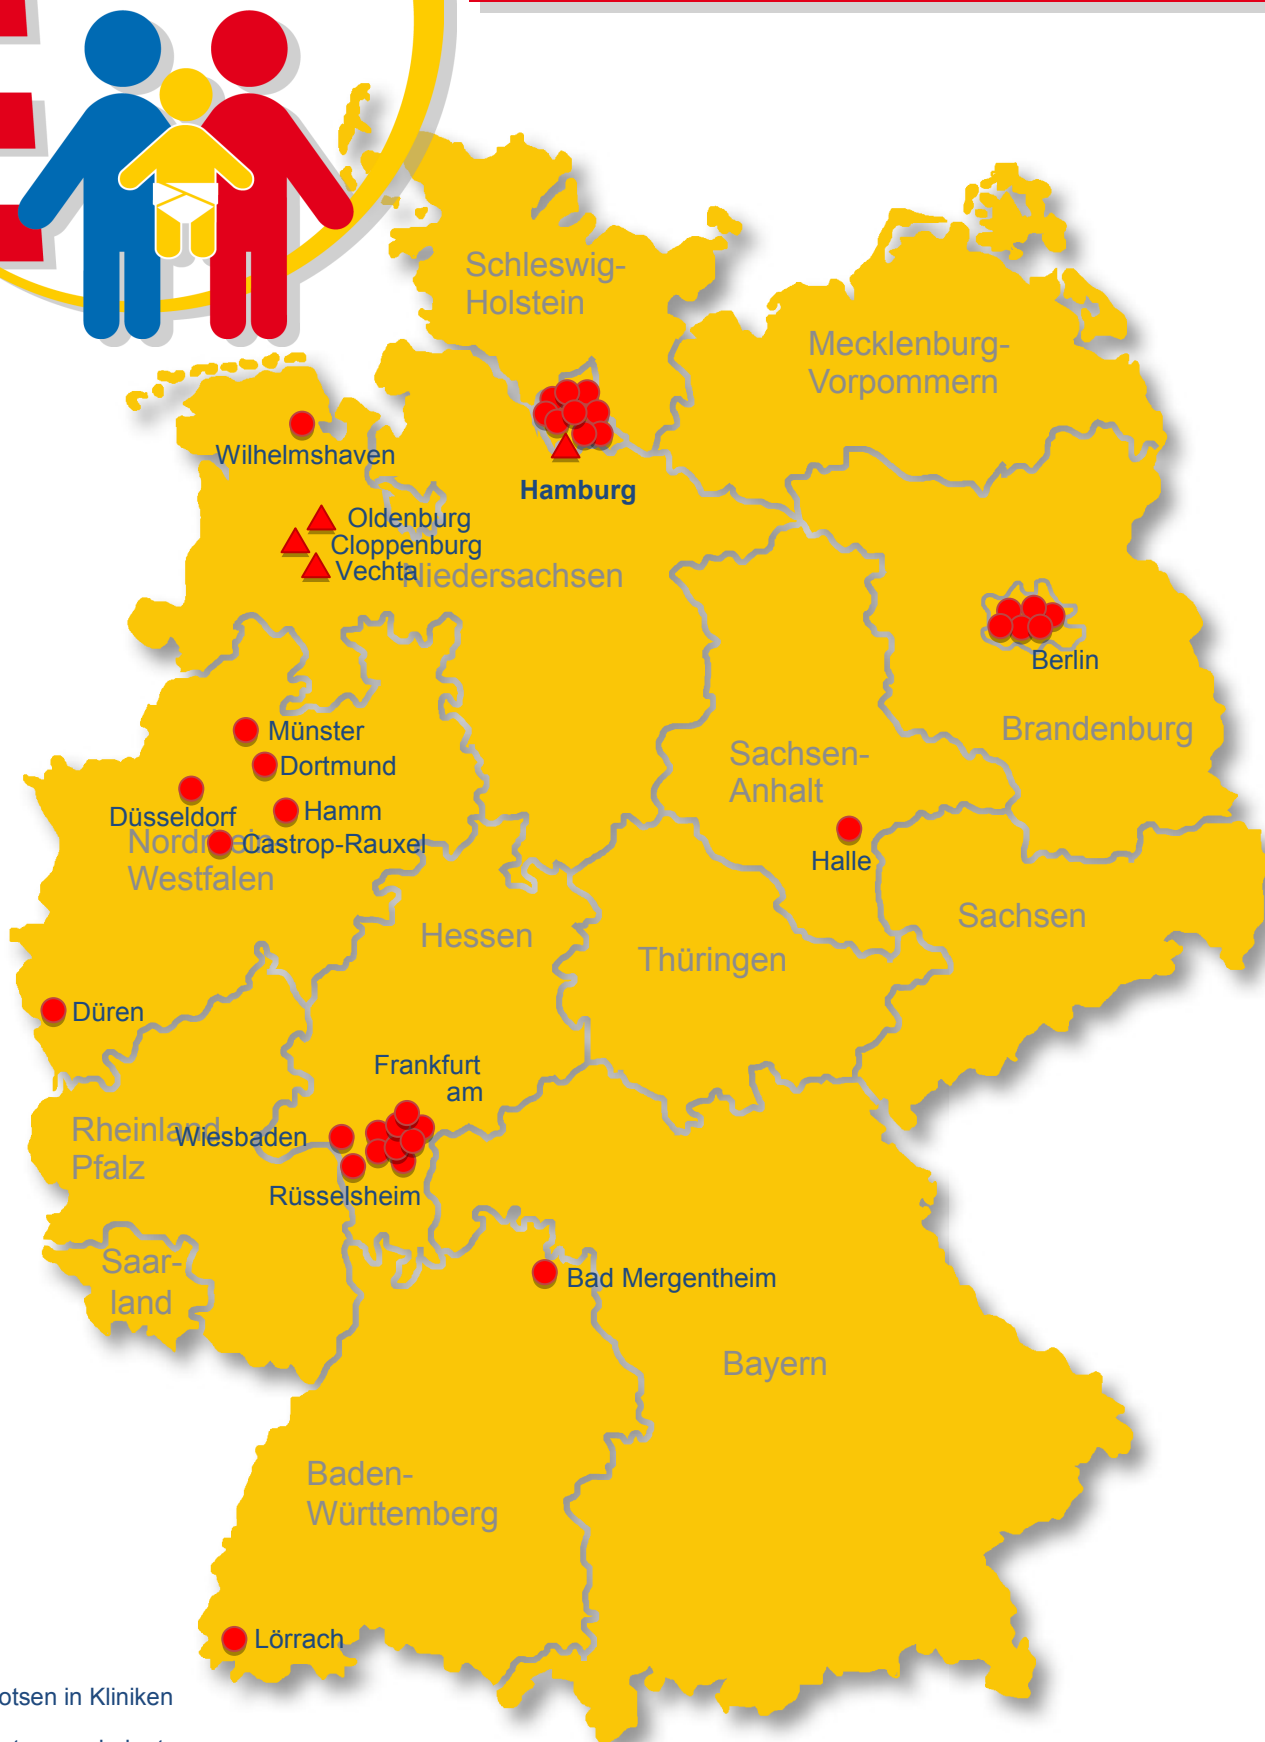 Schleswig-
Holstein
Mecklenburg-
Vorpommern
Wilhelmshaven
Hamburg
Oldenburg
Cloppenburg
Vechta
Niedersachsen
Berlin
Münster
Brandenburg
Dortmund
Sachsen-
Anhalt
Düsseldorf
Hamm
Nordrhein-
Castrop-Rauxel
Westfalen
Halle
Sachsen
Hessen
Thüringen
Düren
Frankfurt
am
Rheinland-
Wiesbaden
Pfalz
Rüsselsheim
Saar-
land
Bad Mergentheim
Bayern
Baden-
Württemberg
Lörrach
otsen in Kliniken